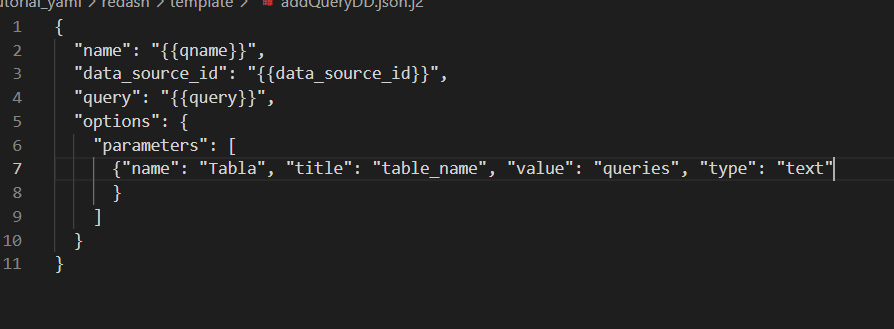 utorial_yaml / redash / template / addQueryDD.json.j2
1 {
2 "name": "{{qname}}",
3 "data_source_id": "{{data_source_id}}",
4 "query": "{{query}}",
5 "options": {
6 "parameters": [
7 {"name": "Tabla", "title": "table_name", "value": "queries", "type": "text"
8 }
9 ]
10 }
11 }